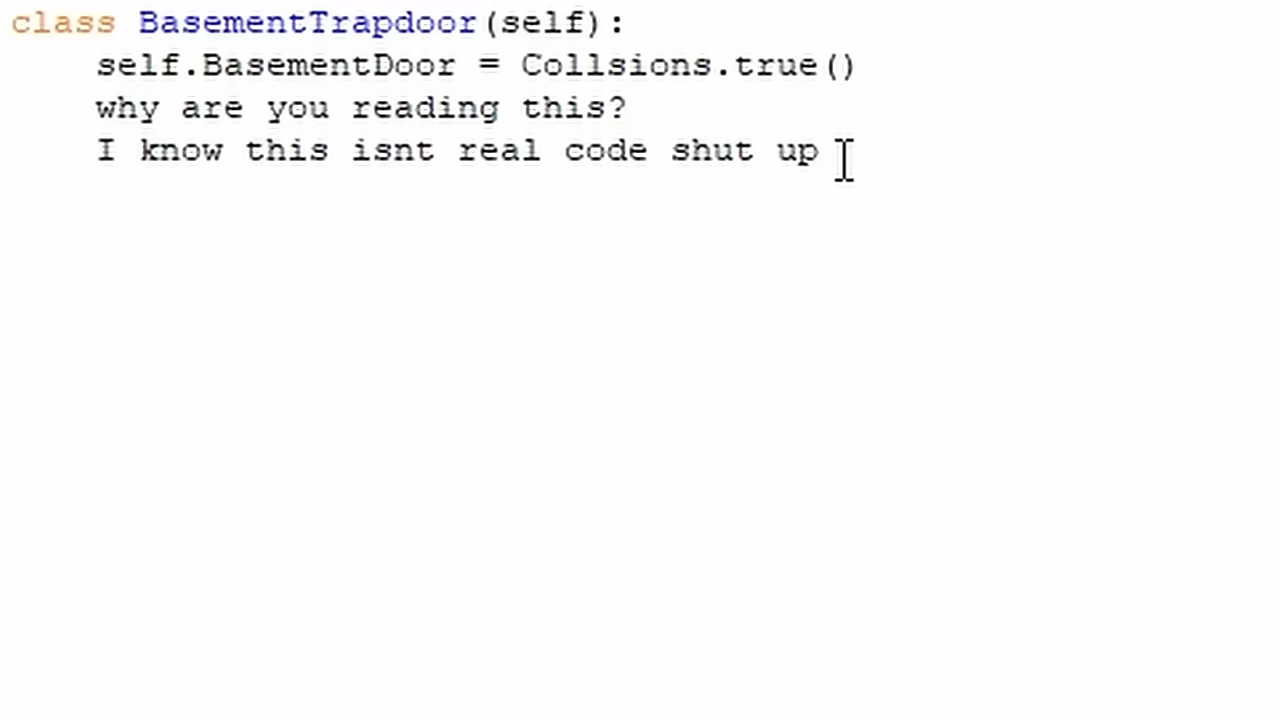 class BasementTrapdoor(self):
    self.BasementDoor = Collsions.true()
    why are you reading this?
    I know this isnt real code shut up